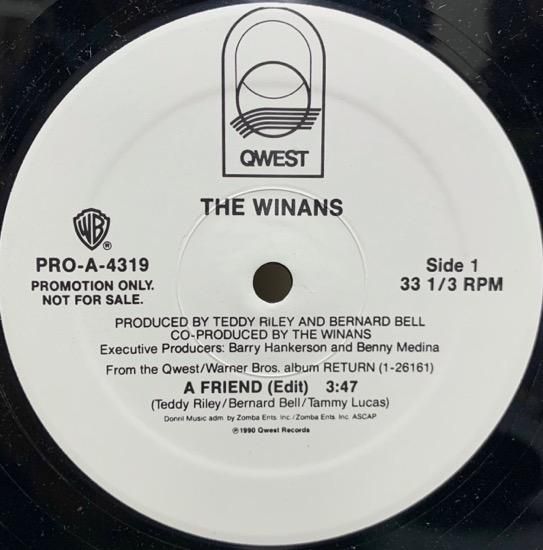 QWEST
THE WINANS
WB
®
PRO-A-4319
PROMOTION ONLY.
NOT FOR SALE.
Side 1
33 1/3 RPM
PRODUCED BY TEDDY RILEY AND BERNARD BELL
CO-PRODUCED BY THE WINANS
Executive Producers: Barry Hankerson and Benny Medina
From the Qwest/Warner Bros. album RETURN (1-26161)
A FRIEND (Edit) 3:47
(Teddy Riley/Bernard Bell/Tammy Lucas)
Donril Music adm. by Zomba Ents. Inc./Zomba Ents. Inc. ASCAP
℗1990 Qwest Records